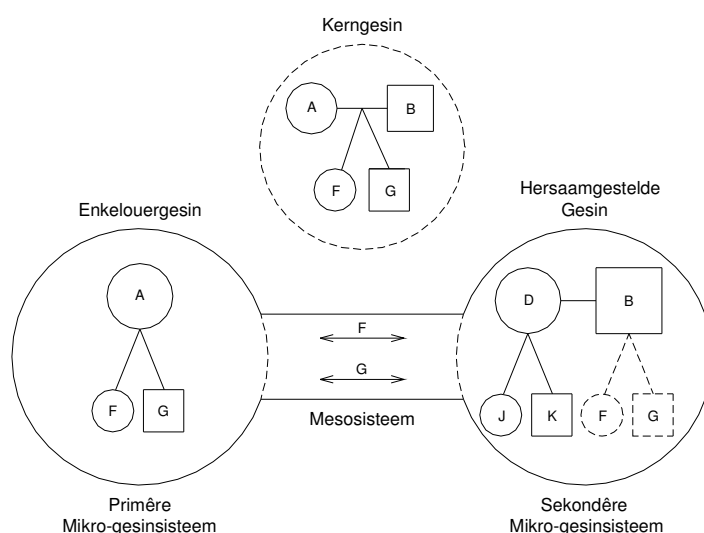 Kerngesin
A
B
F
G
Enkelouergesin
A
F
G
Primêre
Mikro-gesinsisteem
F
G
Mesosisteem
Hersaamgestelde
Gesin
D
B
J
K
F
G
Sekondêre
Mikro-gesinsisteem